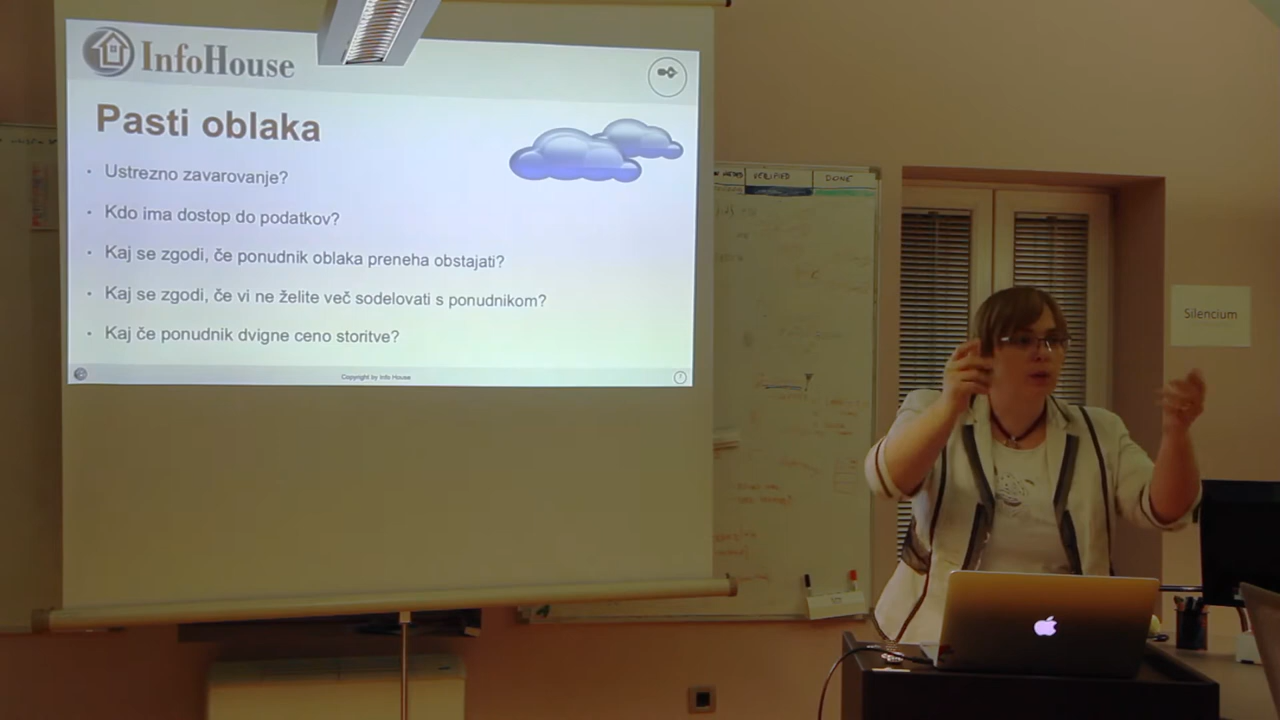 InfoHouse
Pasti oblaka
Ustrezno zavarovanje?
Kdo ima dostop do podatkov?
Kaj se zgodi, če ponudnik oblaka preneha obstajati?
Kaj se zgodi, če vi ne želite več sodelovati s ponudnikom?
Kaj če ponudnik dvigne ceno storitve?
Copyright by Info House
DONE
Silencium